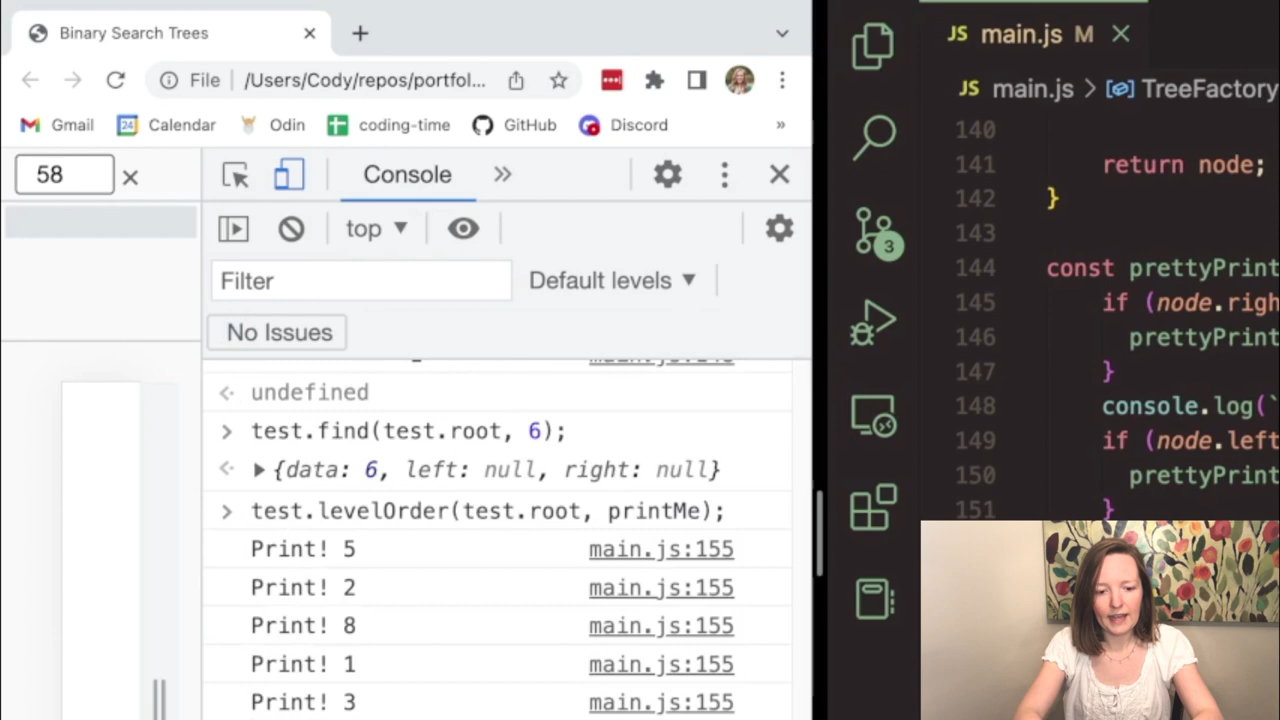 Binary Search Trees
File /Users/Cody/repos/portfol...
Gmail Calendar Odin coding-time GitHub Discord »
58
Console
top
Filter Default levels
No Issues
undefined
test.find(test.root, 6);
{data: 6, left: null, right: null}
test.levelOrder(test.root, printMe);
Print! 5 main.js:155
Print! 2 main.js:155
Print! 8 main.js:155
Print! 1 main.js:155
Print! 3 main.js:155
JS main.js M
JS main.js > TreeFactory
140
141 return node;
142 }
143
144 const prettyPrint
145 if (node.righ
146 prettyPrint
147 }
148 console.log(`
149 if (node.left
150 prettyPrint
151 }
3